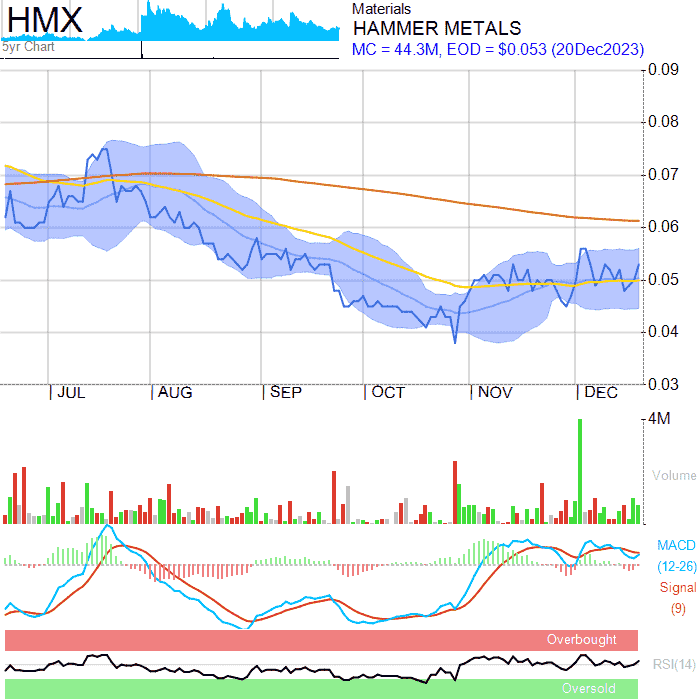 HMX
5yr Chart
Materials
HAMMER METALS
MC = 44.3M, EOD = $0.053 (20Dec2023)
0.09
0.08
0.07
0.06
0.05
0.04
0.03
JUL AUG SEP OCT NOV DEC
4M
Volume
MACD
(12-26)
Signal
(9)
Overbought
RSI(14)
Oversold